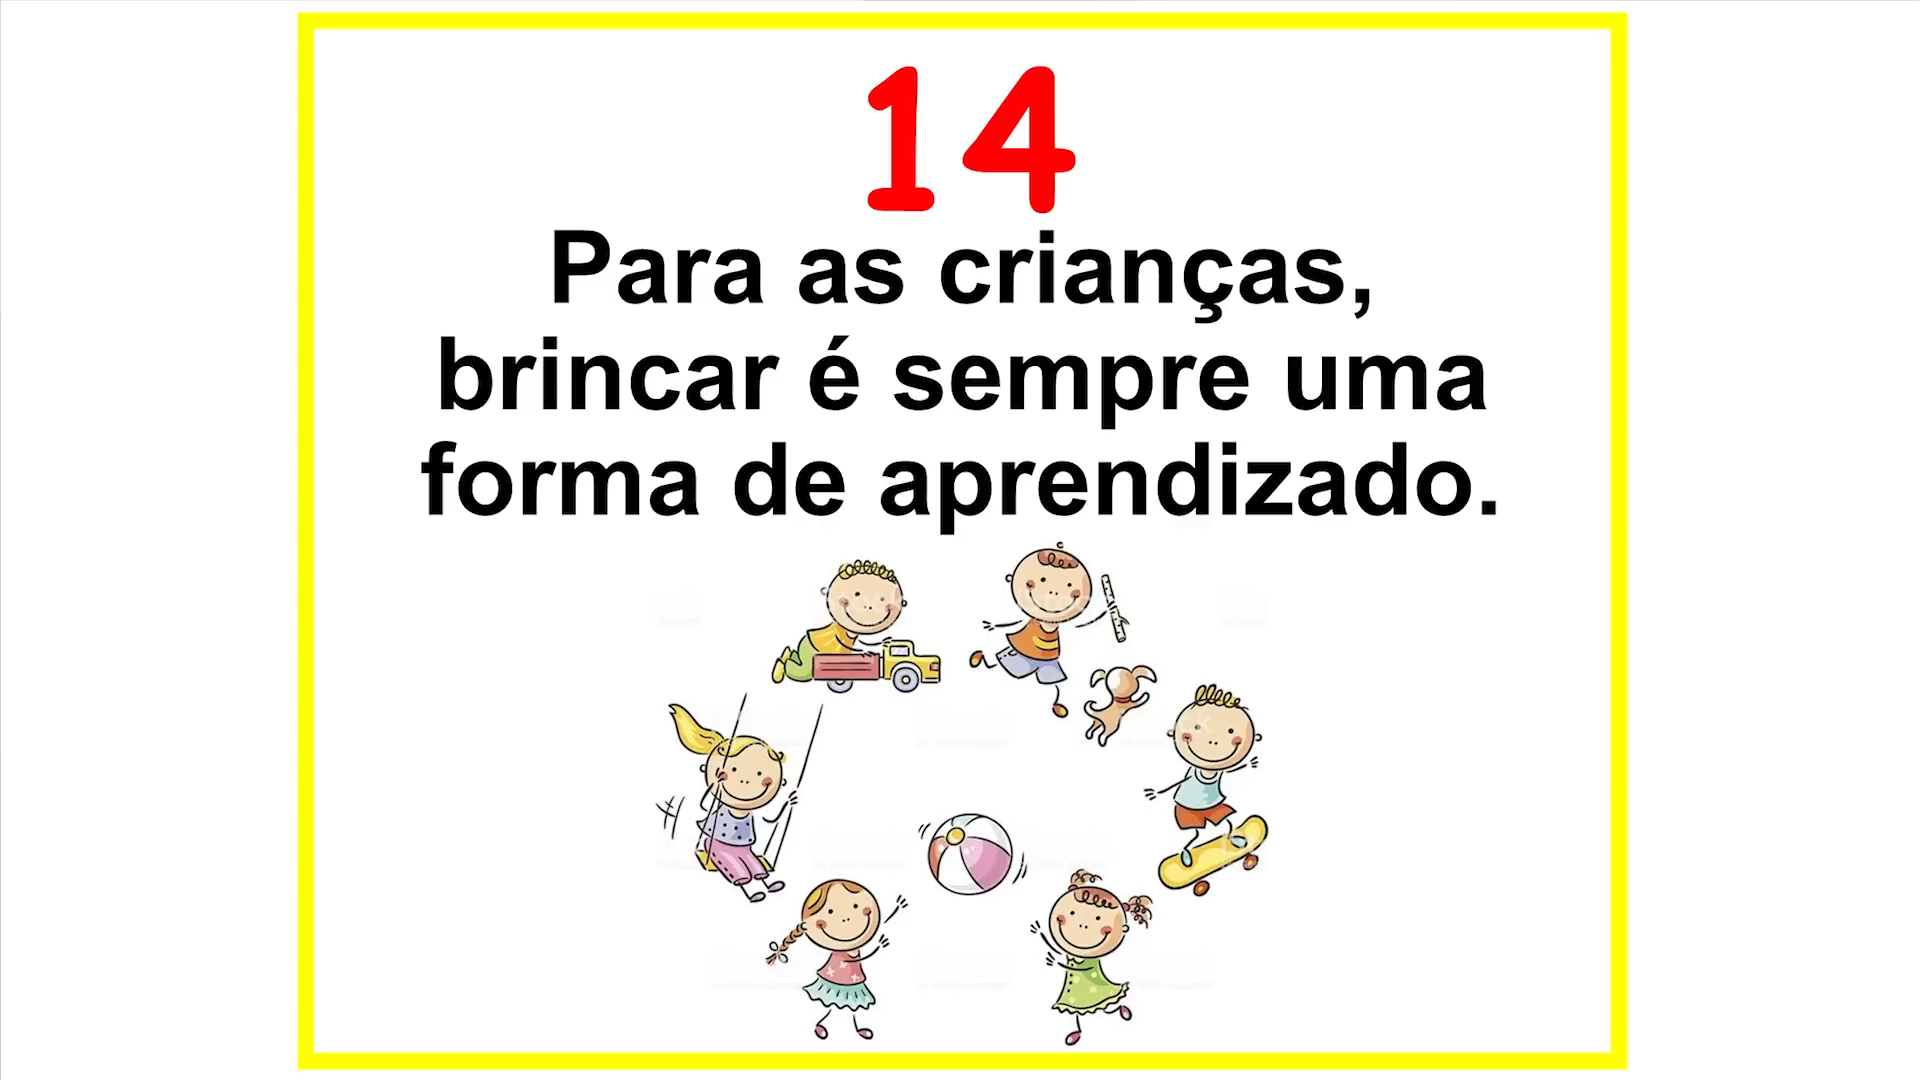 14
Para as crianças,
brincar é sempre uma
forma de aprendizado.